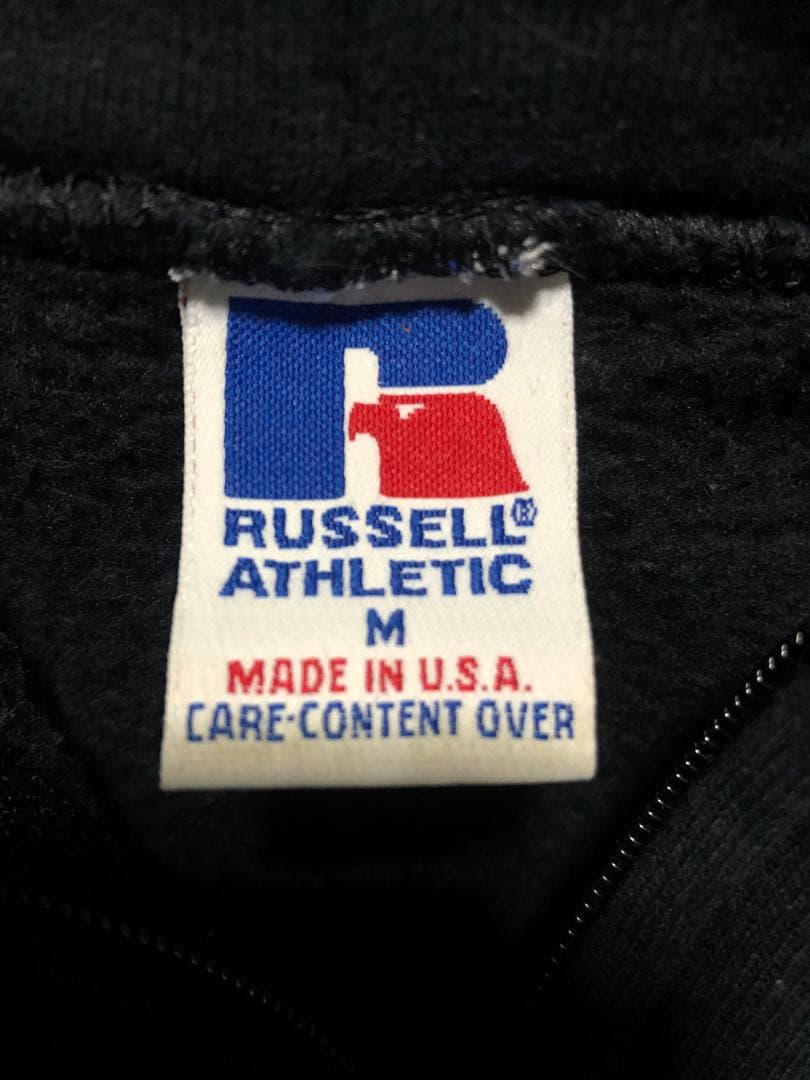 RUSSELL®
ATHLETIC
M
MADE IN U.S.A.
CARE-CONTENT OVER